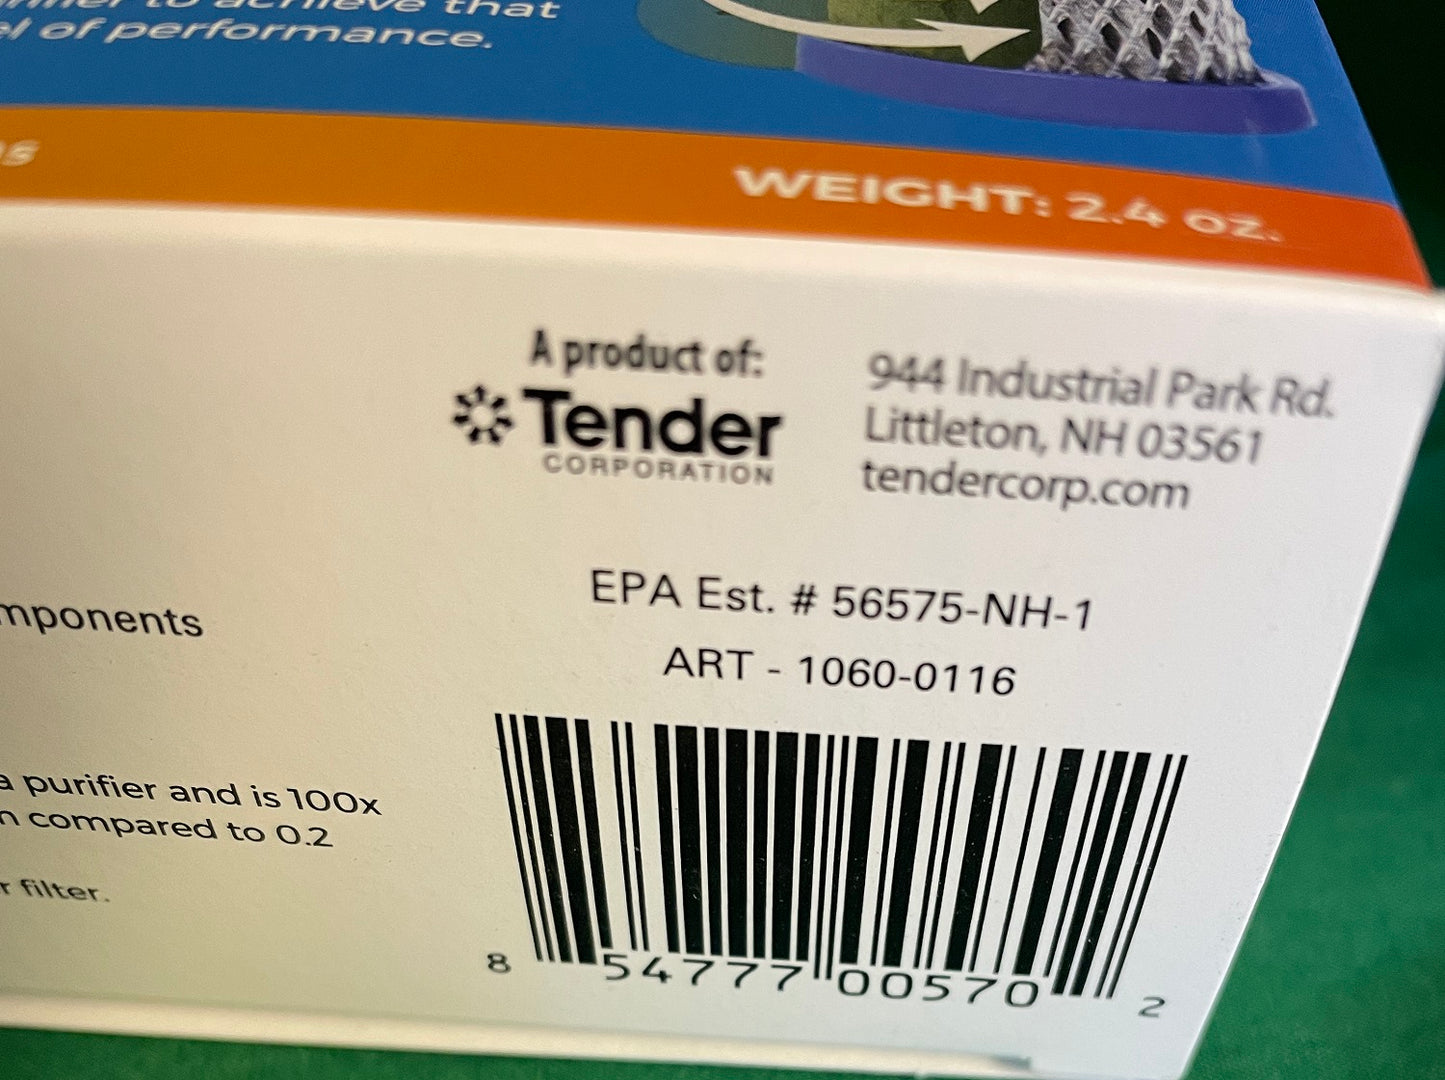 to achieve that
of performance.
WEIGHT: 2.4 oz.
A product of:
Tender
CORPORATION
944 Industrial Park Rd.
Littleton, NH 03561
tendercorp.com
EPA Est. # 56575-NH-1
ART - 1060-0116
mponents
a purifier and is 100x
n compared to 0.2
r filter.
8 54777 00570 2